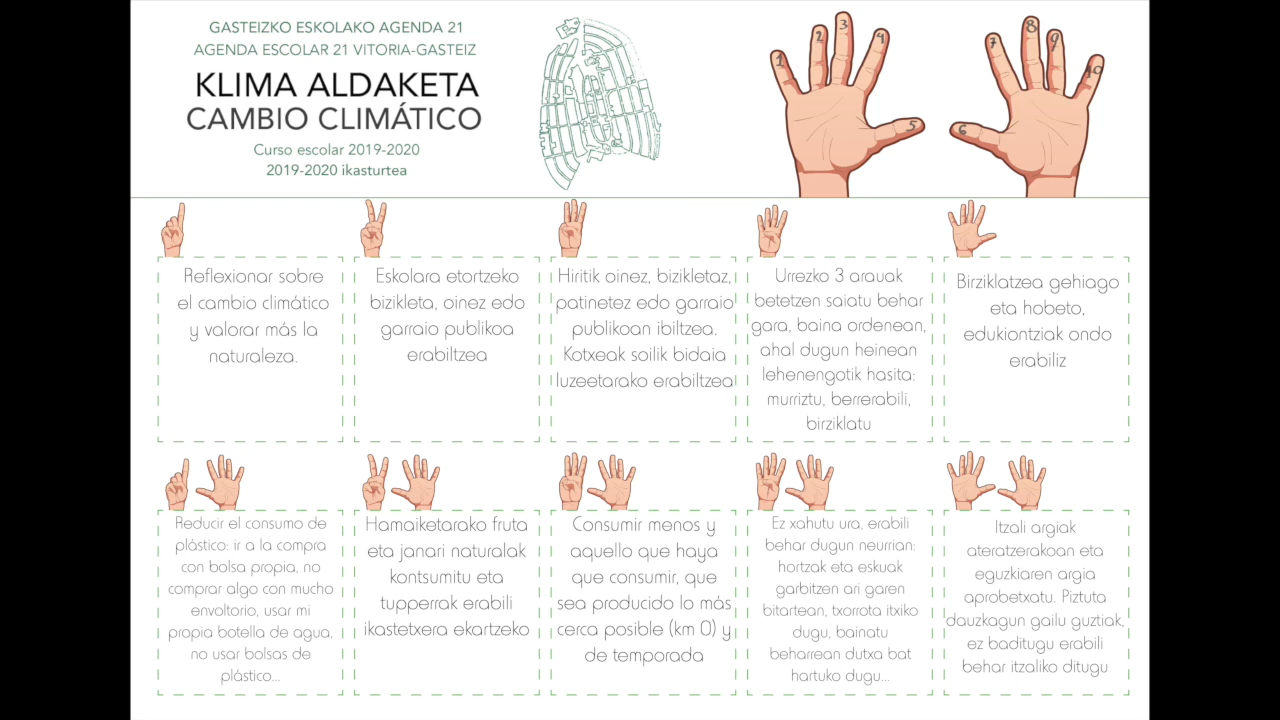 GASTEIZKO ESKOLAKO AGENDA 21
AGENDA ESCOLAR 21 VITORIA-GASTEIZ
KLIMA ALDAKETA
CAMBIO CLIMÁTICO
Curso escolar 2019-2020
2019-2020 ikasturtea
1
2
3
4
5
6
7
8
9
10
Reflexionar sobre
el cambio climático
y valorar más la
naturaleza.
Eskolara etortzeko
bizikleta, oinez edo
garraio publikoa
erabiltzea
Hiritik oinez, bizikletaz,
patinetez edo garraio
publikoan ibiltzea.
Kotxeak soilik bidaia
luzeetarako erabiltzea
Urrezko 3 arauak
betetzen saiatu behar
gara, baina ordenean,
ahal dugun heinean
lehenengotik hasita:
murriztu, berrerabili,
birziklatu
Birziklatzea gehiago
eta hobeto,
edukiontziak ondo
erabiliz
Reducir el consumo de
plástico: ir a la compra
con bolsa propia, no
comprar algo con mucho
envoltorio, usar mi
propia botella de agua,
no usar bolsas de
plástico...
Hamaiketarako fruta
eta janari naturalak
kontsumitu eta
tupperrak erabili
ikastetxera ekartzeko
Consumir menos y
aquello que haya
que consumir, que
sea producido lo más
cerca posible (km 0) y
de temporada
Ez xahutu ura, erabili
behar dugun neurrian:
hortzak eta eskuak
garbitzen ari garen
bitartean, txorrota itxiko
dugu, bainatu
beharrean dutxa bat
hartuko dugu...
Itzali argiak
ateratzerakoan eta
eguzkiaren argia
aprobetxatu. Piztuta
dauzkagun gailu guztiak,
ez baditugu erabili
behar itzaliko ditugu